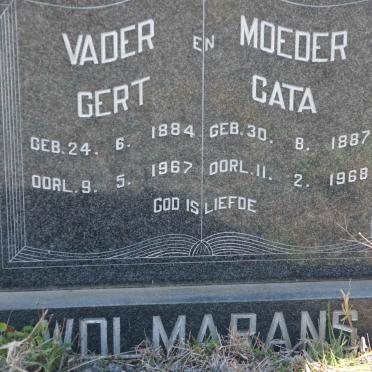 VADER EN MOEDER
GERT CATA
GEB. 24. 6. 1884 GEB. 30. 8. 1887
OORL. 9. 5. 1967 OORL. 11. 2. 1968
GOD IS LIEFDE
WOLMARANS